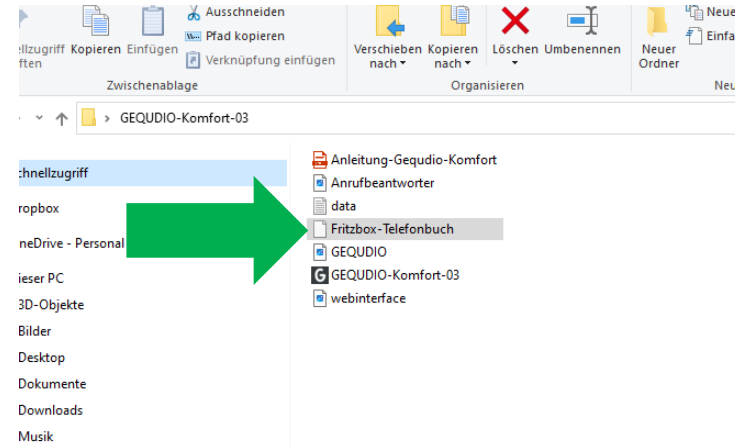 Ausschneiden
Pfad kopieren
Verknüpfung einfügen
Kopieren Einfügen
Zwischenablage
Verschieben nach
Kopieren nach
Löschen
Umbenennen
Organisieren
Neuer Ordner
Neue
Einfa
Neu
GEQUDIO-Komfort-03
chnellzugriff
ropbox
neDrive - Personal
ieser PC
3D-Objekte
Bilder
Desktop
Dokumente
Downloads
Musik
Anleitung-Gequdio-Komfort
Anrufbeantworter
data
Fritzbox-Telefonbuch
GEQUDIO
GEQUDIO-Komfort-03
webinterface